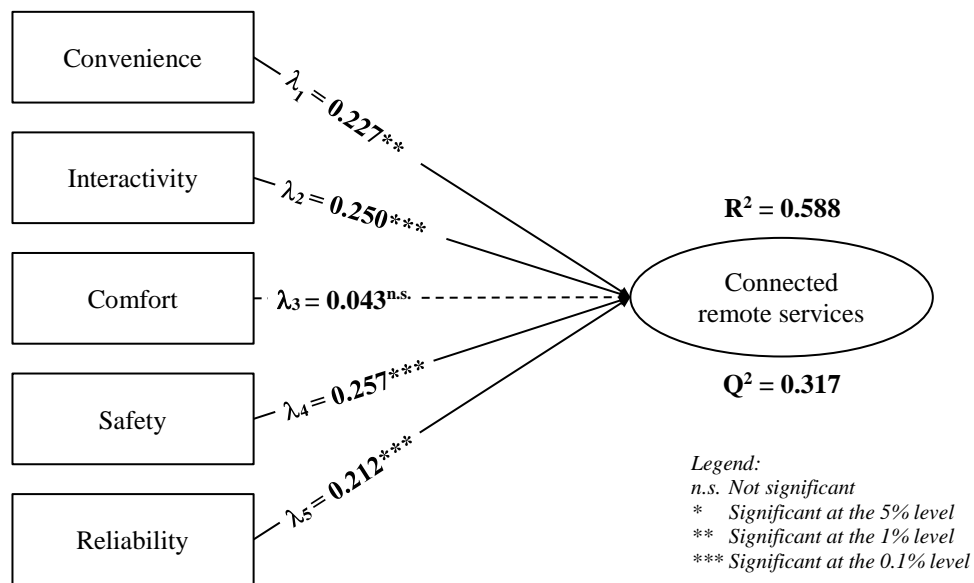 Convenience
λ1 = 0.227**
Interactivity
λ2 = 0.250***
R² = 0.588
Comfort
λ3 = 0.043n.s.
Connected
remote services
Safety
λ4 = 0.257***
Q² = 0.317
Reliability
λ5 = 0.212***
Legend:
n.s. Not significant
* Significant at the 5% level
** Significant at the 1% level
*** Significant at the 0.1% level